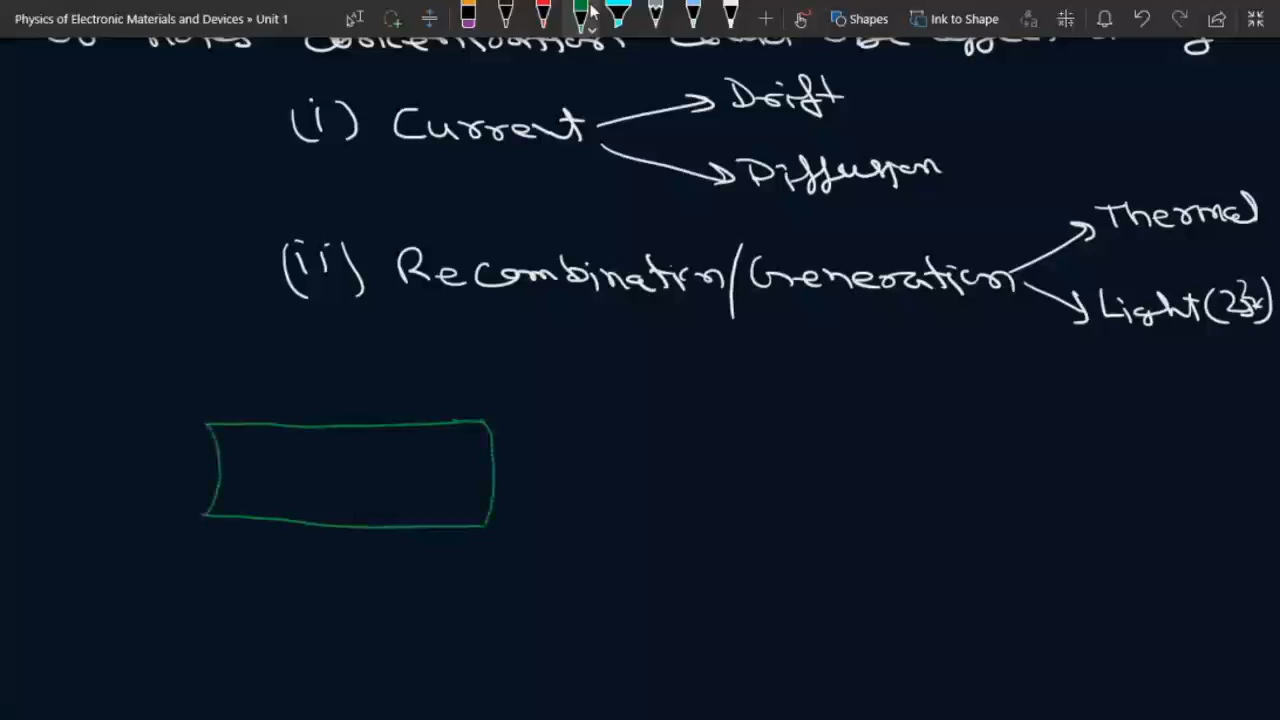 Physics of Electronic Materials and Devices » Unit 1
Shapes
Ink to Shape
(i) Current
Drift
Diffusion
Thermal
(ii) Recombination/Generation
Light